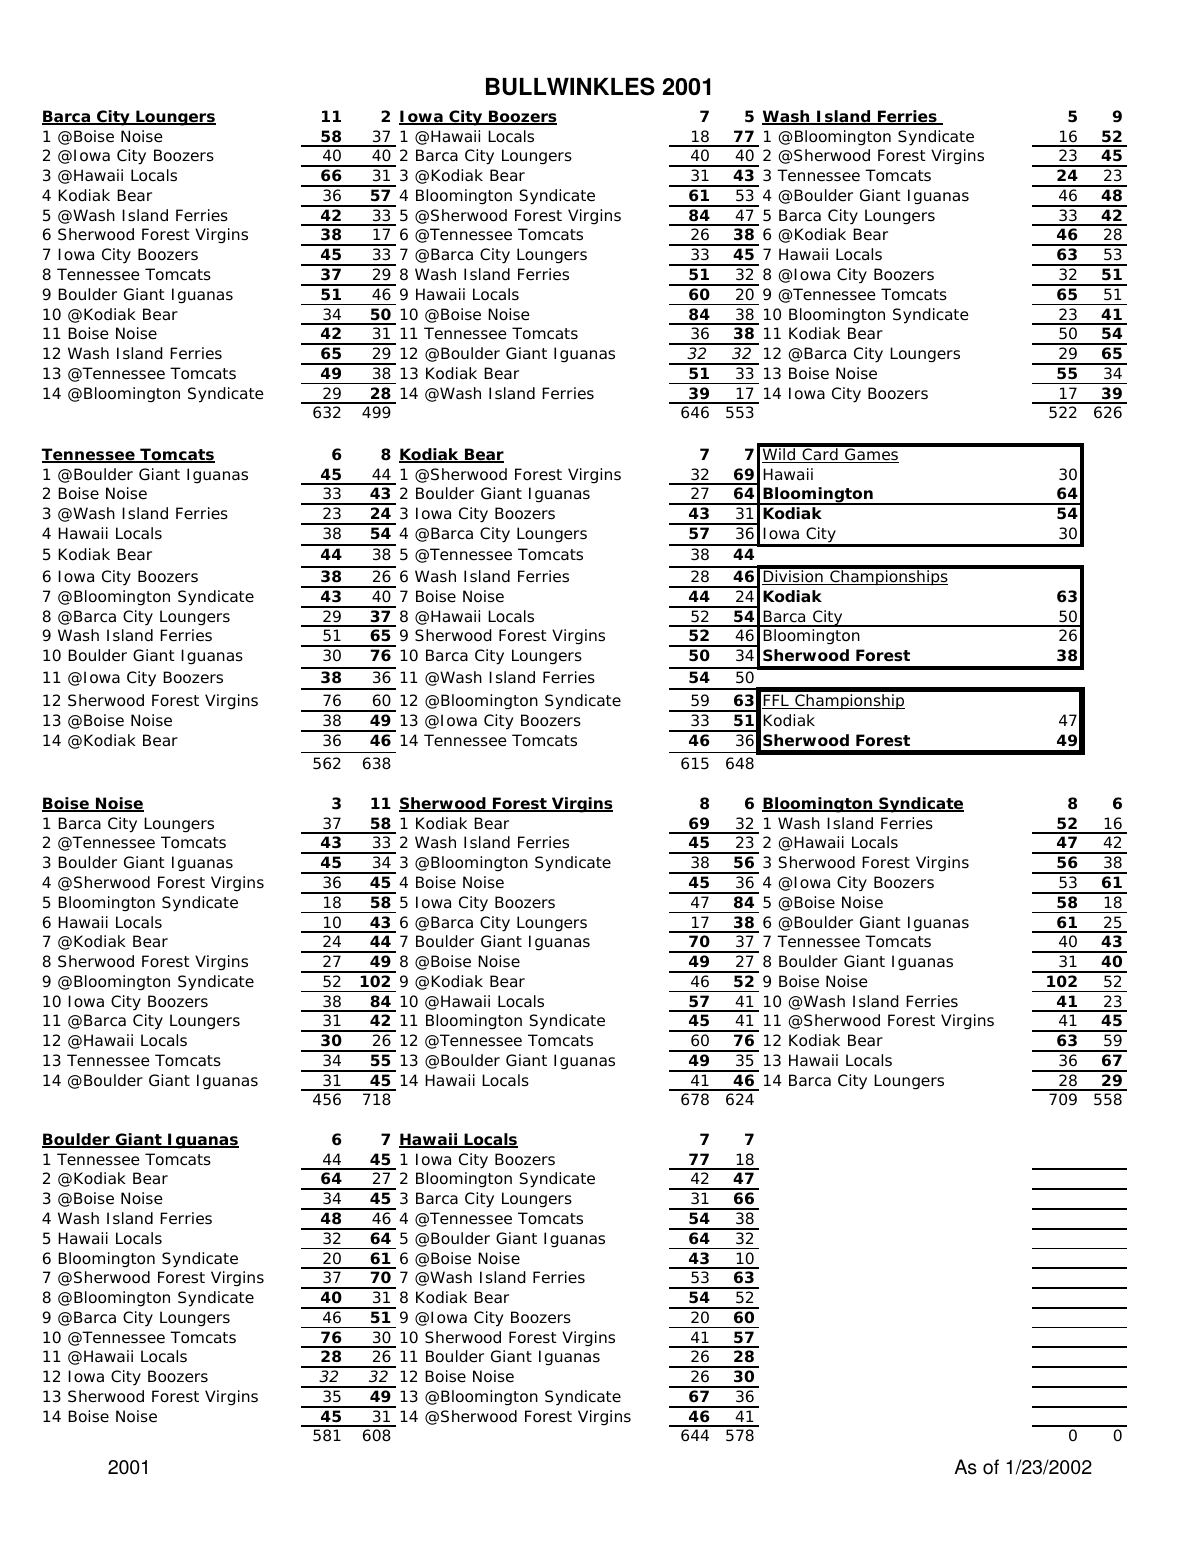 BULLWINKLES 2001
Barca City Loungers 11 2 Iowa City Boozers 7 5 Wash Island Ferries 5 9
1 @Boise Noise 58 37 1 @Hawaii Locals 18 77 1 @Bloomington Syndicate 16 52
2 @Iowa City Boozers 40 40 2 Barca City Loungers 40 40 2 @Sherwood Forest Virgins 23 45
3 @Hawaii Locals 66 31 3 @Kodiak Bear 31 43 3 Tennessee Tomcats 24 23
4 Kodiak Bear 36 57 4 Bloomington Syndicate 61 53 4 @Boulder Giant Iguanas 46 48
5 @Wash Island Ferries 42 33 5 @Sherwood Forest Virgins 84 47 5 Barca City Loungers 33 42
6 Sherwood Forest Virgins 38 17 6 @Tennessee Tomcats 26 38 6 @Kodiak Bear 46 28
7 Iowa City Boozers 45 33 7 @Barca City Loungers 33 45 7 Hawaii Locals 63 53
8 Tennessee Tomcats 37 29 8 Wash Island Ferries 51 32 8 @Iowa City Boozers 32 51
9 Boulder Giant Iguanas 51 46 9 Hawaii Locals 60 20 9 @Tennessee Tomcats 65 51
10 @Kodiak Bear 34 50 10 @Boise Noise 84 38 10 Bloomington Syndicate 23 41
11 Boise Noise 42 31 11 Tennessee Tomcats 36 38 11 Kodiak Bear 50 54
12 Wash Island Ferries 65 29 12 @Boulder Giant Iguanas 32 32 12 @Barca City Loungers 29 65
13 @Tennessee Tomcats 49 38 13 Kodiak Bear 51 33 13 Boise Noise 55 34
14 @Bloomington Syndicate 29 28 14 @Wash Island Ferries 39 17 14 Iowa City Boozers 17 39
632 499 646 553 522 626
Tennessee Tomcats 6 8 Kodiak Bear 7 7 Wild Card Games
1 @Boulder Giant Iguanas 45 44 1 @Sherwood Forest Virgins 32 69 Hawaii 30
2 Boise Noise 33 43 2 Boulder Giant Iguanas 27 64 Bloomington 64
3 @Wash Island Ferries 23 24 3 Iowa City Boozers 43 31 Kodiak 54
4 Hawaii Locals 38 54 4 @Barca City Loungers 57 36 Iowa City 30
5 Kodiak Bear 44 38 5 @Tennessee Tomcats 38 44
6 Iowa City Boozers 38 26 6 Wash Island Ferries 28 46 Division Championships
7 @Bloomington Syndicate 43 40 7 Boise Noise 44 24 Kodiak 63
8 @Barca City Loungers 29 37 8 @Hawaii Locals 52 54 Barca City 50
9 Wash Island Ferries 51 65 9 Sherwood Forest Virgins 52 46 Bloomington 26
10 Boulder Giant Iguanas 30 76 10 Barca City Loungers 50 34 Sherwood Forest 38
11 @Iowa City Boozers 38 36 11 @Wash Island Ferries 54 50
12 Sherwood Forest Virgins 76 60 12 @Bloomington Syndicate 59 63 FFL Championship
13 @Boise Noise 38 49 13 @Iowa City Boozers 33 51 Kodiak 47
14 @Kodiak Bear 36 46 14 Tennessee Tomcats 46 36 Sherwood Forest 49
562 638 615 648
Boise Noise 3 11 Sherwood Forest Virgins 8 6 Bloomington Syndicate 8 6
1 Barca City Loungers 37 58 1 Kodiak Bear 69 32 1 Wash Island Ferries 52 16
2 @Tennessee Tomcats 43 33 2 Wash Island Ferries 45 23 2 @Hawaii Locals 47 42
3 Boulder Giant Iguanas 45 34 3 @Bloomington Syndicate 38 56 3 Sherwood Forest Virgins 56 38
4 @Sherwood Forest Virgins 36 45 4 Boise Noise 45 36 4 @Iowa City Boozers 53 61
5 Bloomington Syndicate 18 58 5 Iowa City Boozers 47 84 5 @Boise Noise 58 18
6 Hawaii Locals 10 43 6 @Barca City Loungers 17 38 6 @Boulder Giant Iguanas 61 25
7 @Kodiak Bear 24 44 7 Boulder Giant Iguanas 70 37 7 Tennessee Tomcats 40 43
8 Sherwood Forest Virgins 27 49 8 @Boise Noise 49 27 8 Boulder Giant Iguanas 31 40
9 @Bloomington Syndicate 52 102 9 @Kodiak Bear 46 52 9 Boise Noise 102 52
10 Iowa City Boozers 38 84 10 @Hawaii Locals 57 41 10 @Wash Island Ferries 41 23
11 @Barca City Loungers 31 42 11 Bloomington Syndicate 45 41 11 @Sherwood Forest Virgins 41 45
12 @Hawaii Locals 30 26 12 @Tennessee Tomcats 60 76 12 Kodiak Bear 63 59
13 Tennessee Tomcats 34 55 13 @Boulder Giant Iguanas 49 35 13 Hawaii Locals 36 67
14 @Boulder Giant Iguanas 31 45 14 Hawaii Locals 41 46 14 Barca City Loungers 28 29
456 718 678 624 709 558
Boulder Giant Iguanas 6 7 Hawaii Locals 7 7
1 Tennessee Tomcats 44 45 1 Iowa City Boozers 77 18
2 @Kodiak Bear 64 27 2 Bloomington Syndicate 42 47
3 @Boise Noise 34 45 3 Barca City Loungers 31 66
4 Wash Island Ferries 48 46 4 @Tennessee Tomcats 54 38
5 Hawaii Locals 32 64 5 @Boulder Giant Iguanas 64 32
6 Bloomington Syndicate 20 61 6 @Boise Noise 43 10
7 @Sherwood Forest Virgins 37 70 7 @Wash Island Ferries 53 63
8 @Bloomington Syndicate 40 31 8 Kodiak Bear 54 52
9 @Barca City Loungers 46 51 9 @Iowa City Boozers 20 60
10 @Tennessee Tomcats 76 30 10 Sherwood Forest Virgins 41 57
11 @Hawaii Locals 28 26 11 Boulder Giant Iguanas 26 28
12 Iowa City Boozers 32 32 12 Boise Noise 26 30
13 Sherwood Forest Virgins 35 49 13 @Bloomington Syndicate 67 36
14 Boise Noise 45 31 14 @Sherwood Forest Virgins 46 41
581 608 644 578 0 0
2001 As of 1/23/2002